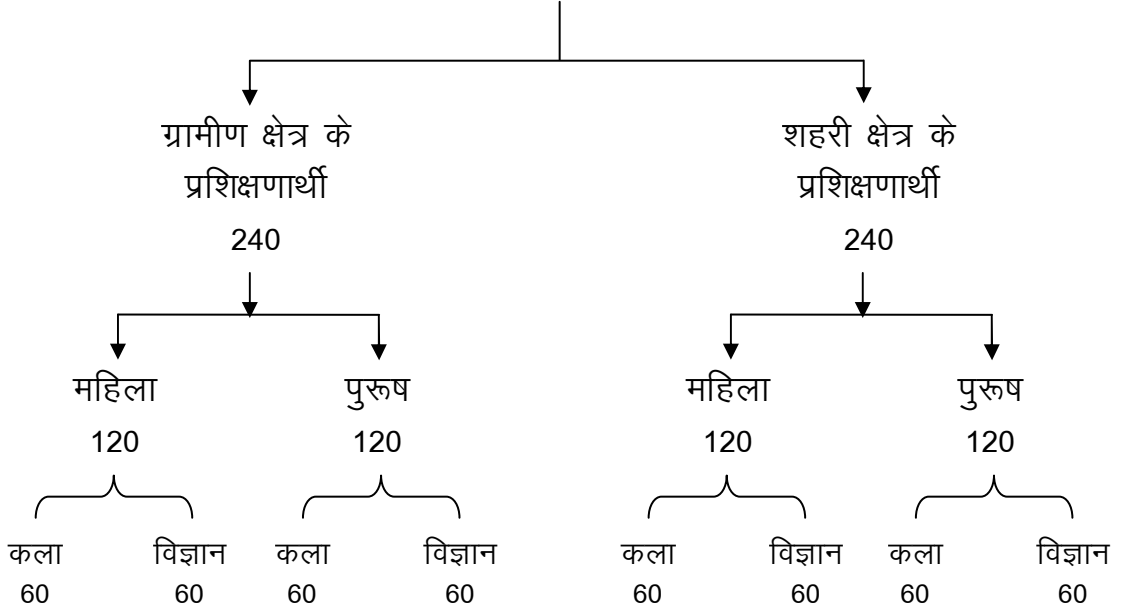 ग्रामीण क्षेत्र के
प्रशिक्षणार्थी
240
शहरी क्षेत्र के
प्रशिक्षणार्थी
240
महिला
120
पुरूष
120
महिला
120
पुरूष
120
कला
60
विज्ञान
60
कला
60
विज्ञान
60
कला
60
विज्ञान
60
कला
60
विज्ञान
60